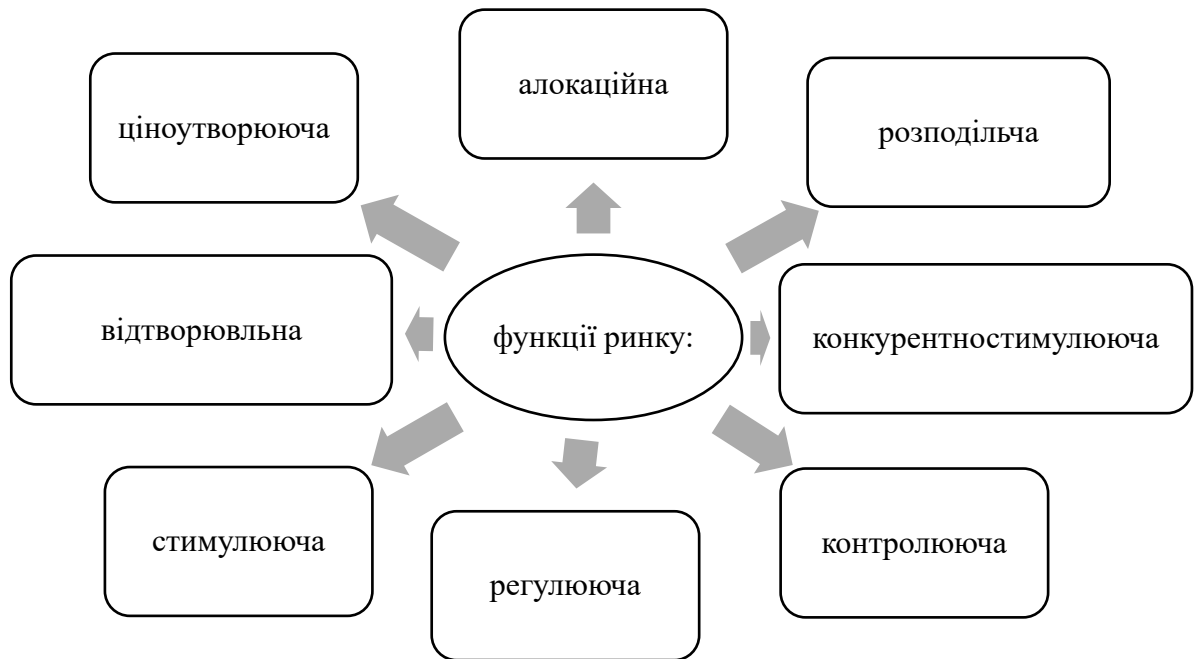 алокаційна
ціноутворююча
розподільча
відтворювльна
функції ринку:
конкурентностимулююча
стимулююча
контролююча
регулююча